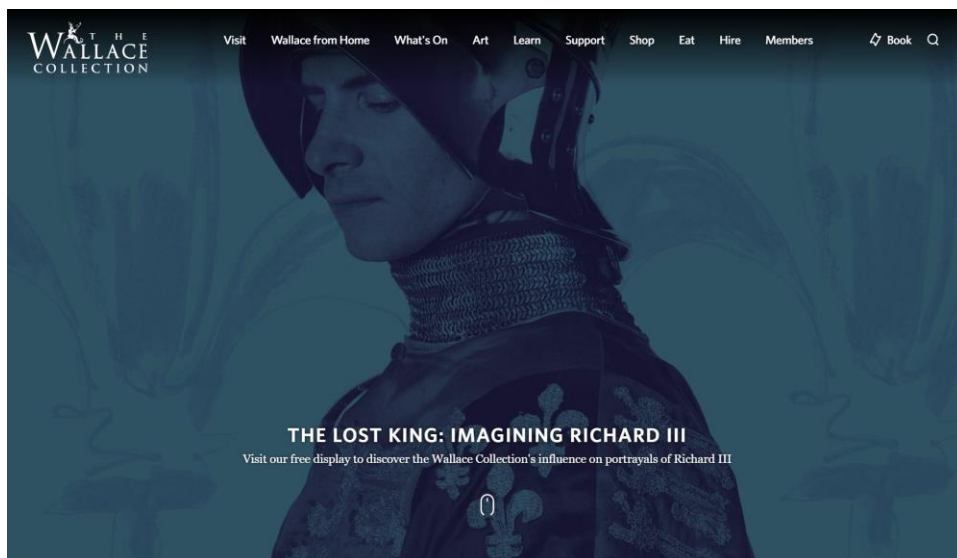 THE
WALLACE
COLLECTION
Visit Wallace from Home What's On Art Learn Support Shop Eat Hire Members Book
THE LOST KING: IMAGINING RICHARD III
Visit our free display to discover the Wallace Collection's influence on portrayals of Richard III